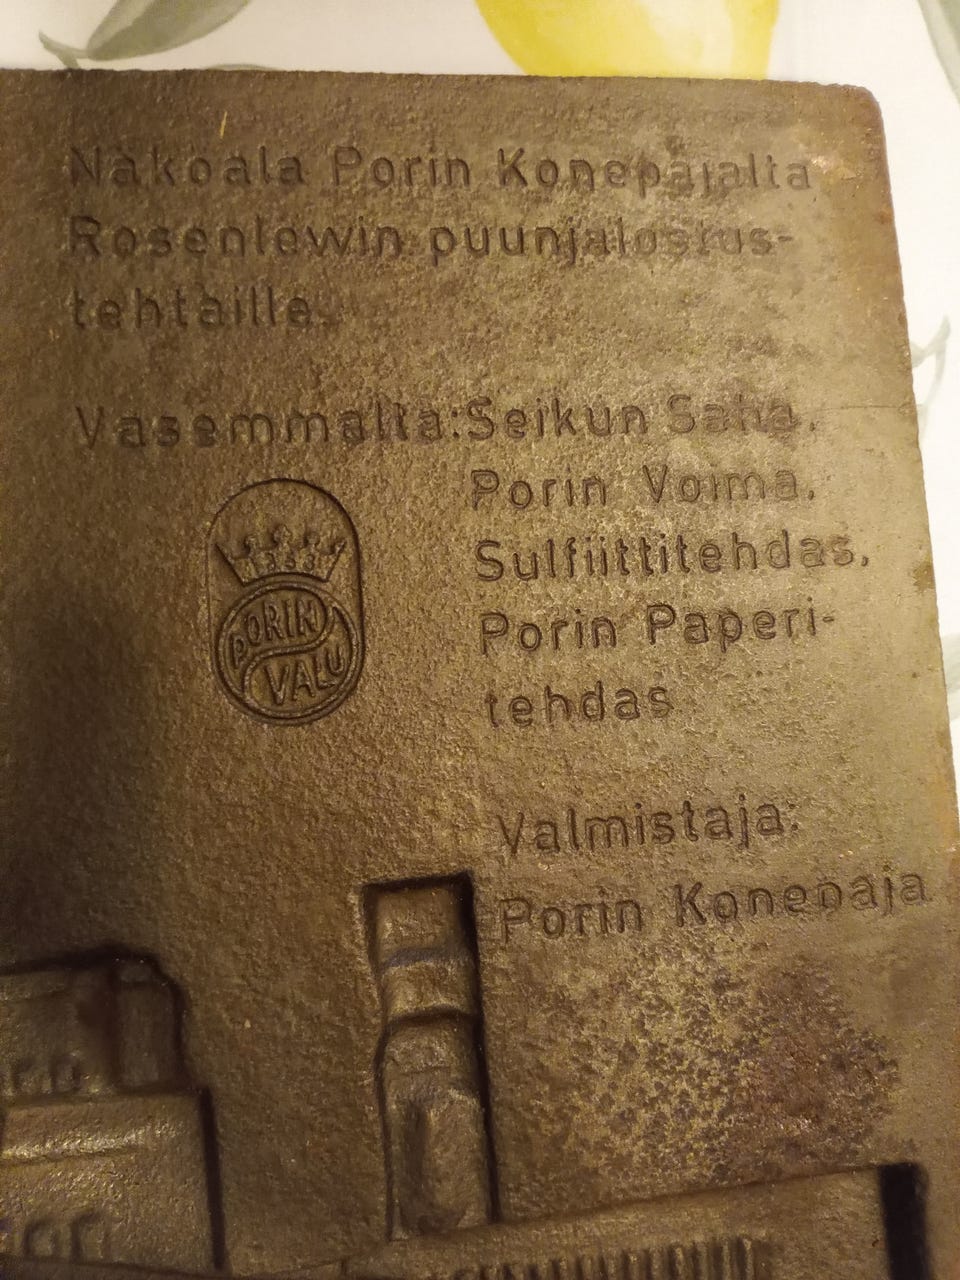 Näköala Porin Konepajalta
Rosenlewin puunjalostus-
tehtaille.
Vasemmalta: Seikun Saha,
Porin Voima,
Sulfiittitehdas,
Porin Paperi-
tehdas
PORIN
VALU
Valmistaja:
Porin Konepaja